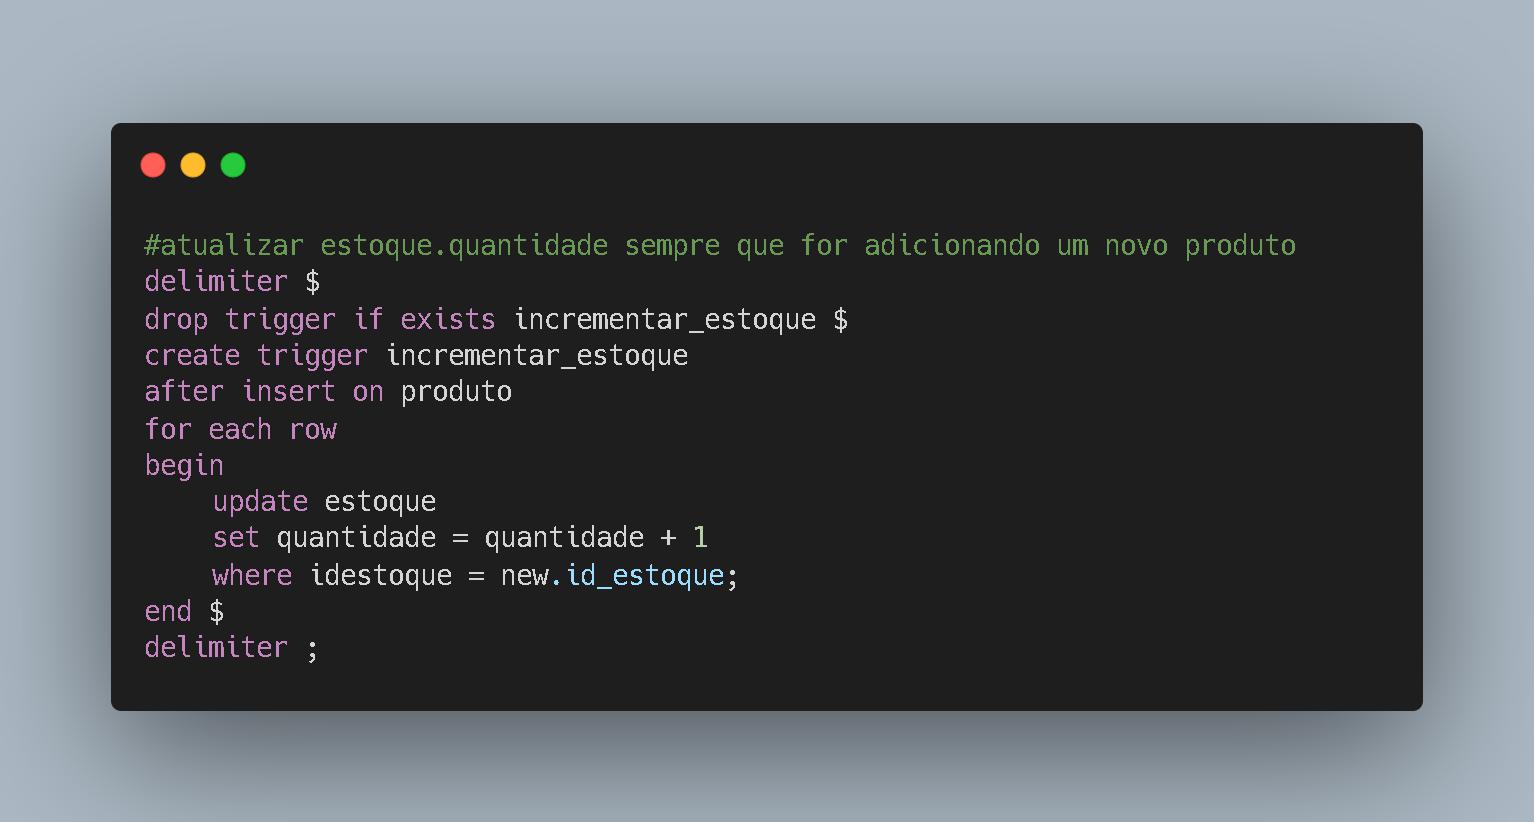 #atualizar estoque.quantidade sempre que for adicionando um novo produto
delimiter $
drop trigger if exists incrementar_estoque $
create trigger incrementar_estoque
after insert on produto
for each row
begin
    update estoque
    set quantidade = quantidade + 1
    where idestoque = new.id_estoque;
end $
delimiter ;